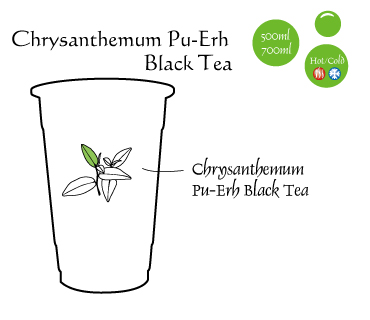 Chrysanthemum Pu-Erh
Black Tea
500ml
700ml
Hot/Cold
Chrysanthemum
Pu-Erh Black Tea